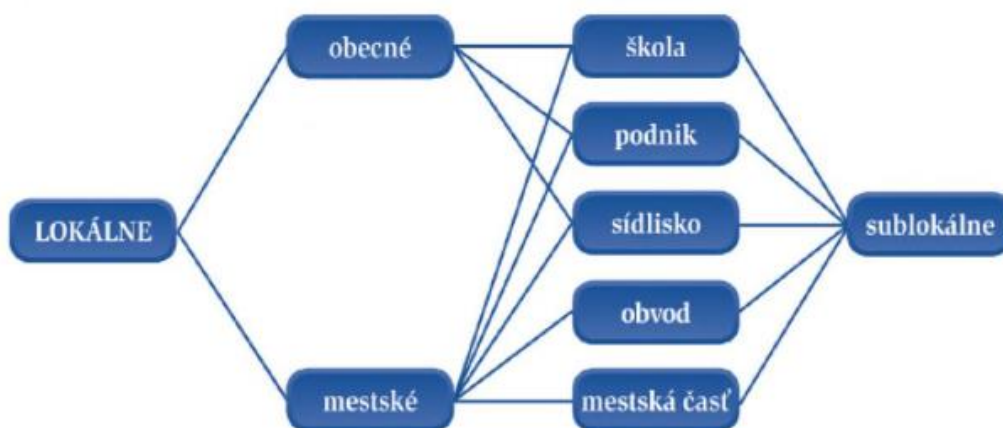 obecné
škola
podnik
LOKÁLNE
sídlisko
sublokálne
obvod
mestské
mestská časť